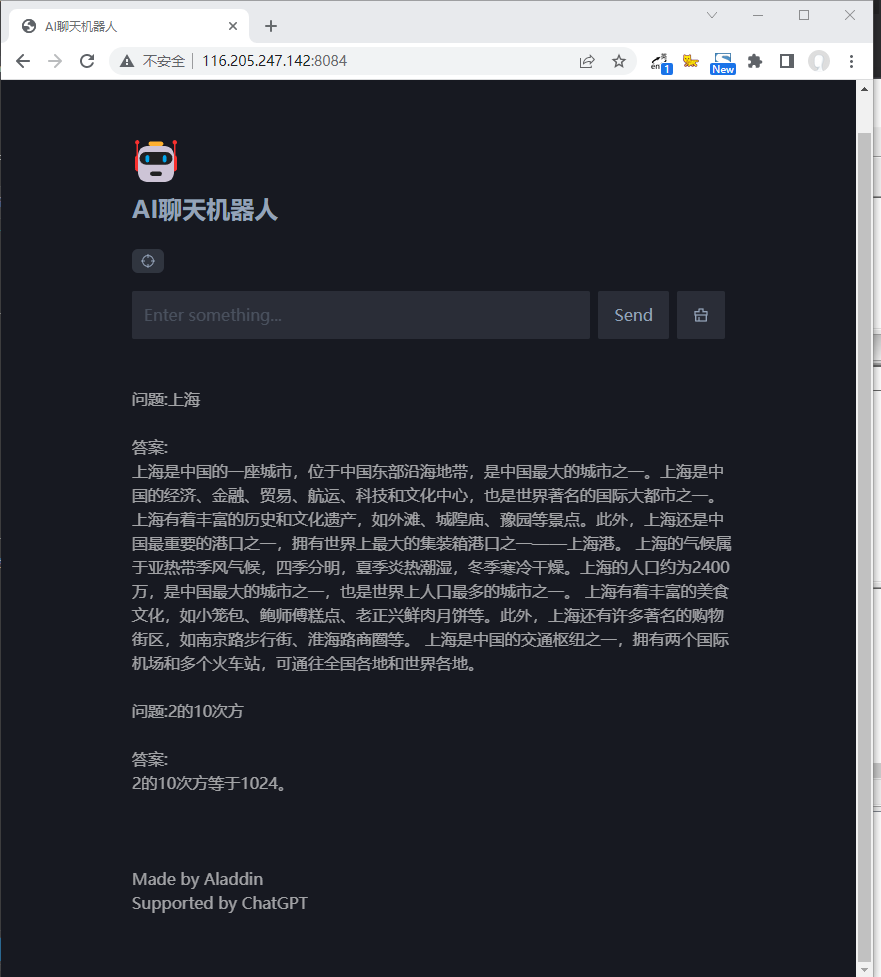 AI聊天机器人
不安全 116.205.247.142:8084
en 英 1
New
AI聊天机器人
Enter something...
Send
问题:上海
答案:
上海是中国的一座城市，位于中国东部沿海地带，是中国最大的城市之一。上海是中
国的经济、金融、贸易、航运、科技和文化中心，也是世界著名的国际大都市之一。
上海有着丰富的历史和文化遗产，如外滩、城隍庙、豫园等景点。此外，上海还是中
国最重要的港口之一，拥有世界上最大的集装箱港口之一——上海港。 上海的气候属
于亚热带季风气候，四季分明，夏季炎热潮湿，冬季寒冷干燥。上海的人口约为2400
万，是中国最大的城市之一，也是世界上人口最多的城市之一。 上海有着丰富的美食
文化，如小笼包、鲍师傅糕点、老正兴鲜肉月饼等。此外，上海还有许多著名的购物
街区，如南京路步行街、淮海路商圈等。 上海是中国的交通枢纽之一，拥有两个国际
机场和多个火车站，可通往全国各地和世界各地。
问题:2的10次方
答案:
2的10次方等于1024。
Made by Aladdin
Supported by ChatGPT